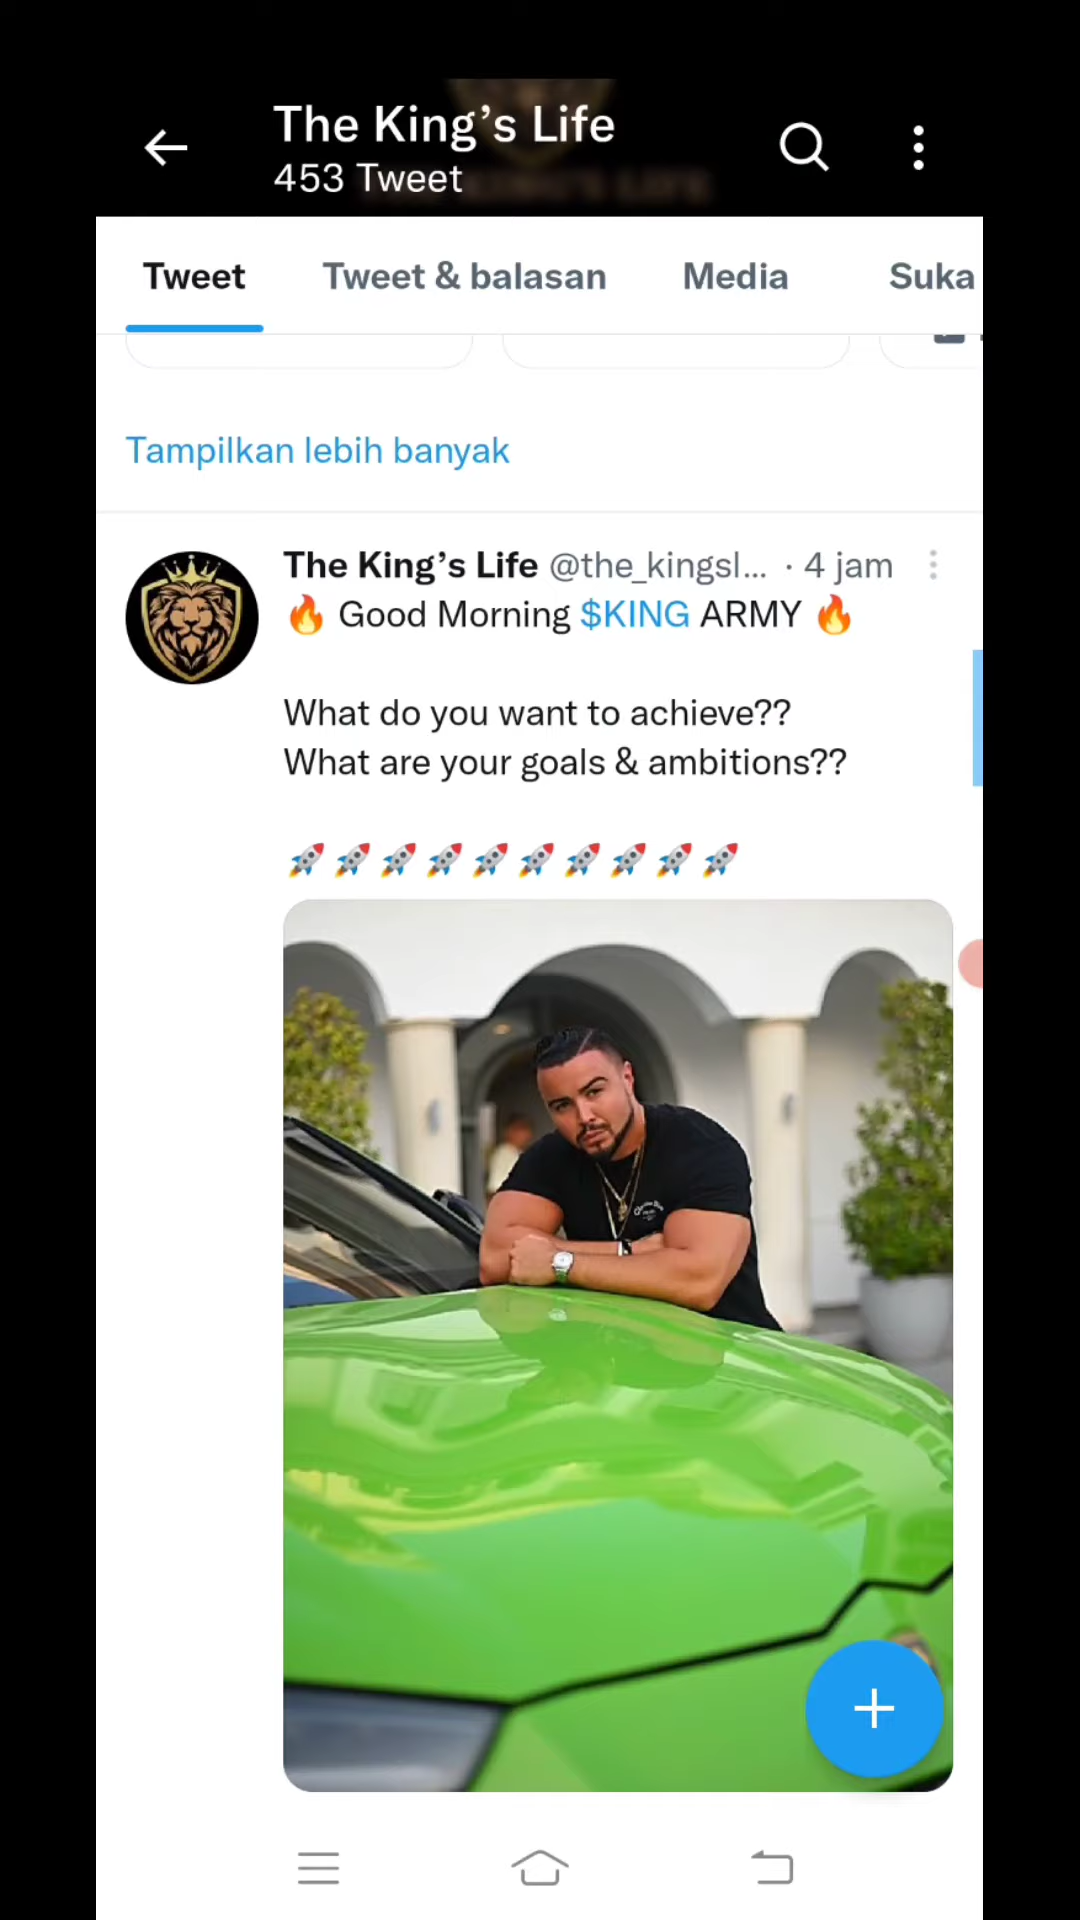 The King’s Life
453 Tweet
Tweet
Tweet & balasan
Media
Suka
Tampilkan lebih banyak
The King’s Life @the_kingsl... · 4 jam
🔥 Good Morning $KING ARMY 🔥
What do you want to achieve??
What are your goals & ambitions??
🚀🚀🚀🚀🚀🚀🚀🚀🚀🚀